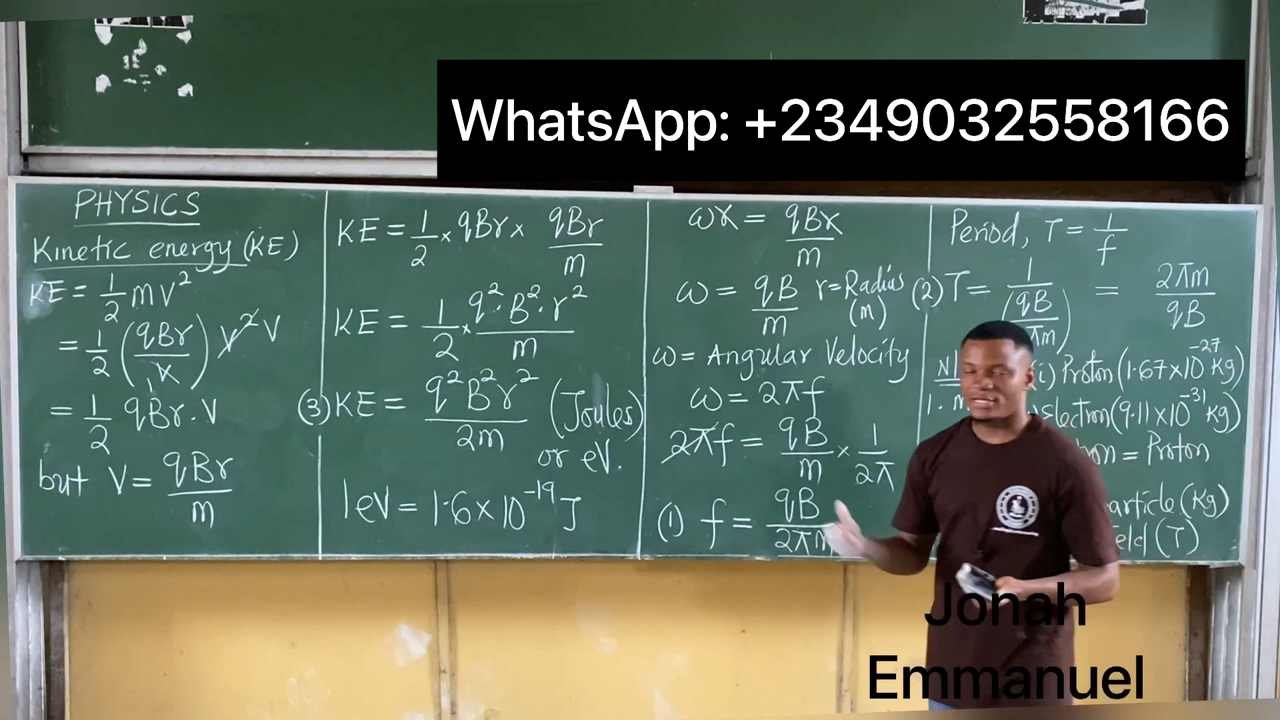 WhatsApp: +2349032558166
PHYSICS
Kinetic energy (KE)
KE = 1/2 mv²
= 1/2 (qBr/v) v² v
= 1/2 qBr · V
but V = qBr/m
KE = 1/2 × qBr × qBr/m
KE = 1/2 × q² · B² · r²/m
(3) KE = q²B²r²/2m (Joules)
or eV.
1eV = 1·6 × 10⁻¹⁹ J
ωr = qBr/m
ω = qB/m r = Radius
(m)
ω = Angular Velocity
ω = 2πf
2πf = qB/m × 1/2π
(1) f = qB/2πm
Period, T = 1/f
(2) T = 1/(qB/2πm) = 2πm/qB
(i) Proton (1·67×10⁻²⁷ kg)
(9·11×10⁻³¹ kg)
= Proton
(kg)
(T)
Jonah
Emmanuel